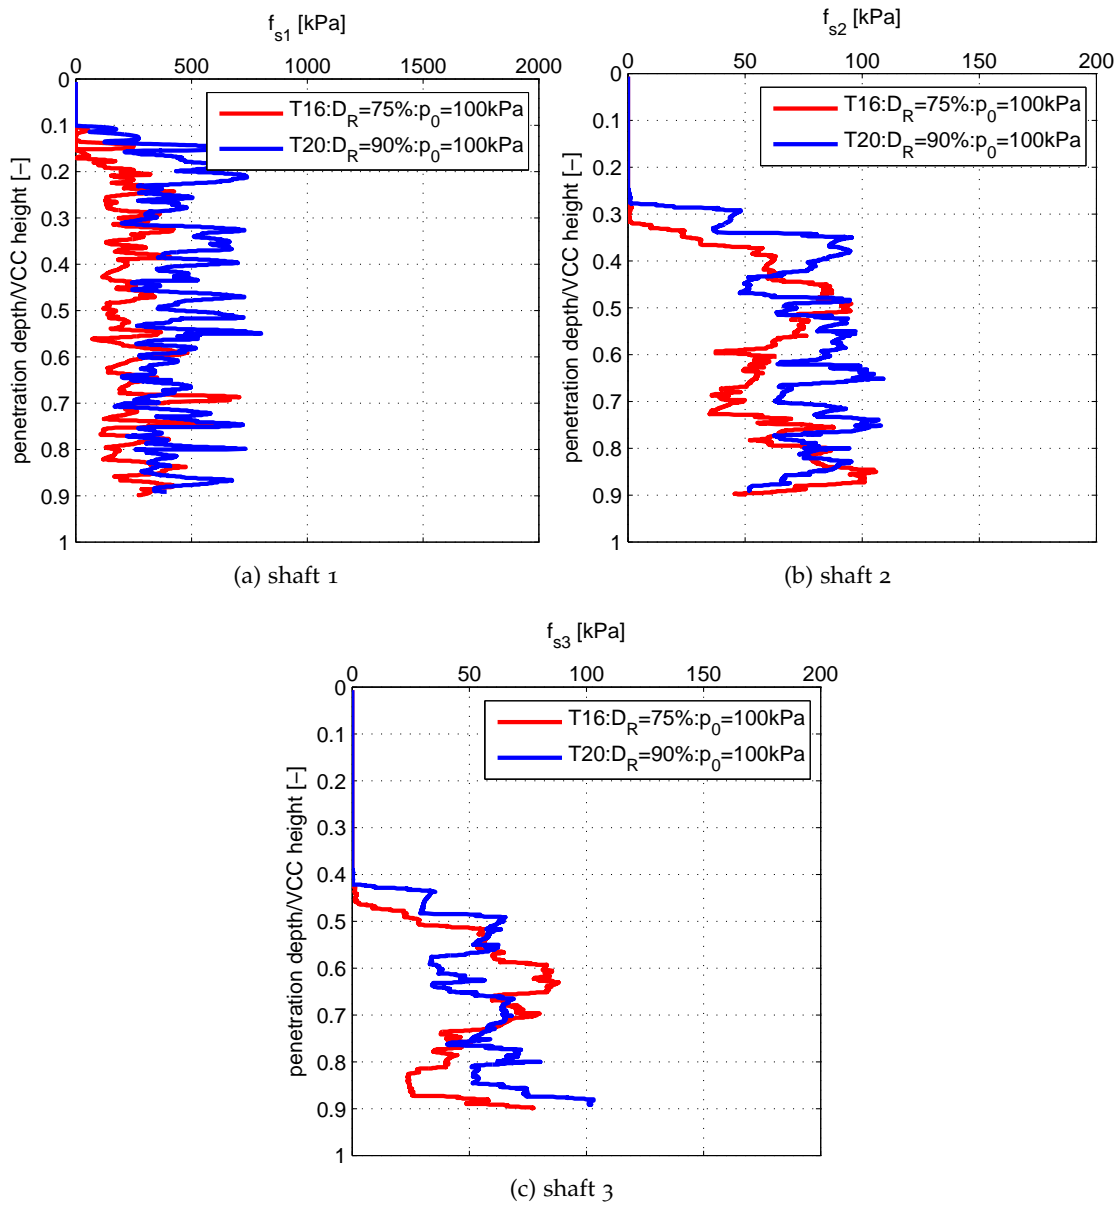 f_s1 [kPa]
0 500 1000 1500 2000
0
0.1
0.2
0.3
0.4
0.5
0.6
0.7
0.8
0.9
1
penetration depth/VCC height [–]
T16:D_R=75%:p_0=100kPa
T20:D_R=90%:p_0=100kPa
(a) shaft 1
f_s2 [kPa]
0 50 100 150 200
0
0.1
0.2
0.3
0.4
0.5
0.6
0.7
0.8
0.9
1
penetration depth/VCC height [–]
T16:D_R=75%:p_0=100kPa
T20:D_R=90%:p_0=100kPa
(b) shaft 2
f_s3 [kPa]
0 50 100 150 200
0
0.1
0.2
0.3
0.4
0.5
0.6
0.7
0.8
0.9
1
penetration depth/VCC height [–]
T16:D_R=75%:p_0=100kPa
T20:D_R=90%:p_0=100kPa
(c) shaft 3